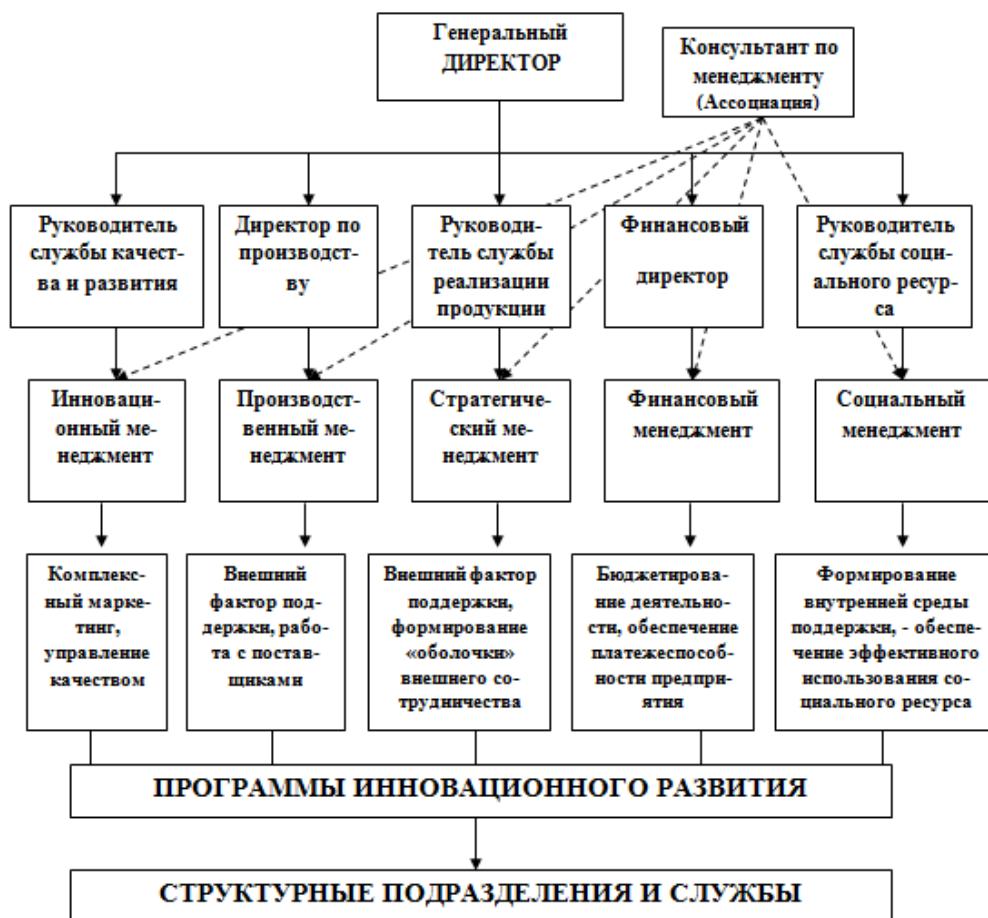 Генеральный
ДИРЕКТОР
Консультант по
менеджменту
(Ассоциация)
Руководитель
службы качест-
ва и развития
Директор по
производст-
ву
Руководи-
тель службы
реализации
продукции
Финансовый
директор
Руководитель
службы соци-
ального ресур-
са
Инноваци-
онный ме-
неджмент
Производст-
венный ме-
неджмент
Стратегиче-
ский ме-
неджмент
Финансовый
менеджмент
Социальный
менеджмент
Комплекс-
ный марке-
тинг,
управление
качеством
Внешний
фактор под-
держки, рабо-
та с постав-
щиками
Внешний фактор
поддержки,
формирование
«оболочки»
внешнего со-
трудничества
Бюджетирова-
ние деятельно-
сти, обеспечение
платежеспособ-
ности предпри-
ятия
Формирование
внутренней среды
поддержки, - обеспе-
чение эффективного
использования со-
циального ресурса
ПРОГРАММЫ ИННОВАЦИОННОГО РАЗВИТИЯ
СТРУКТУРНЫЕ ПОДРАЗДЕЛЕНИЯ И СЛУЖБЫ